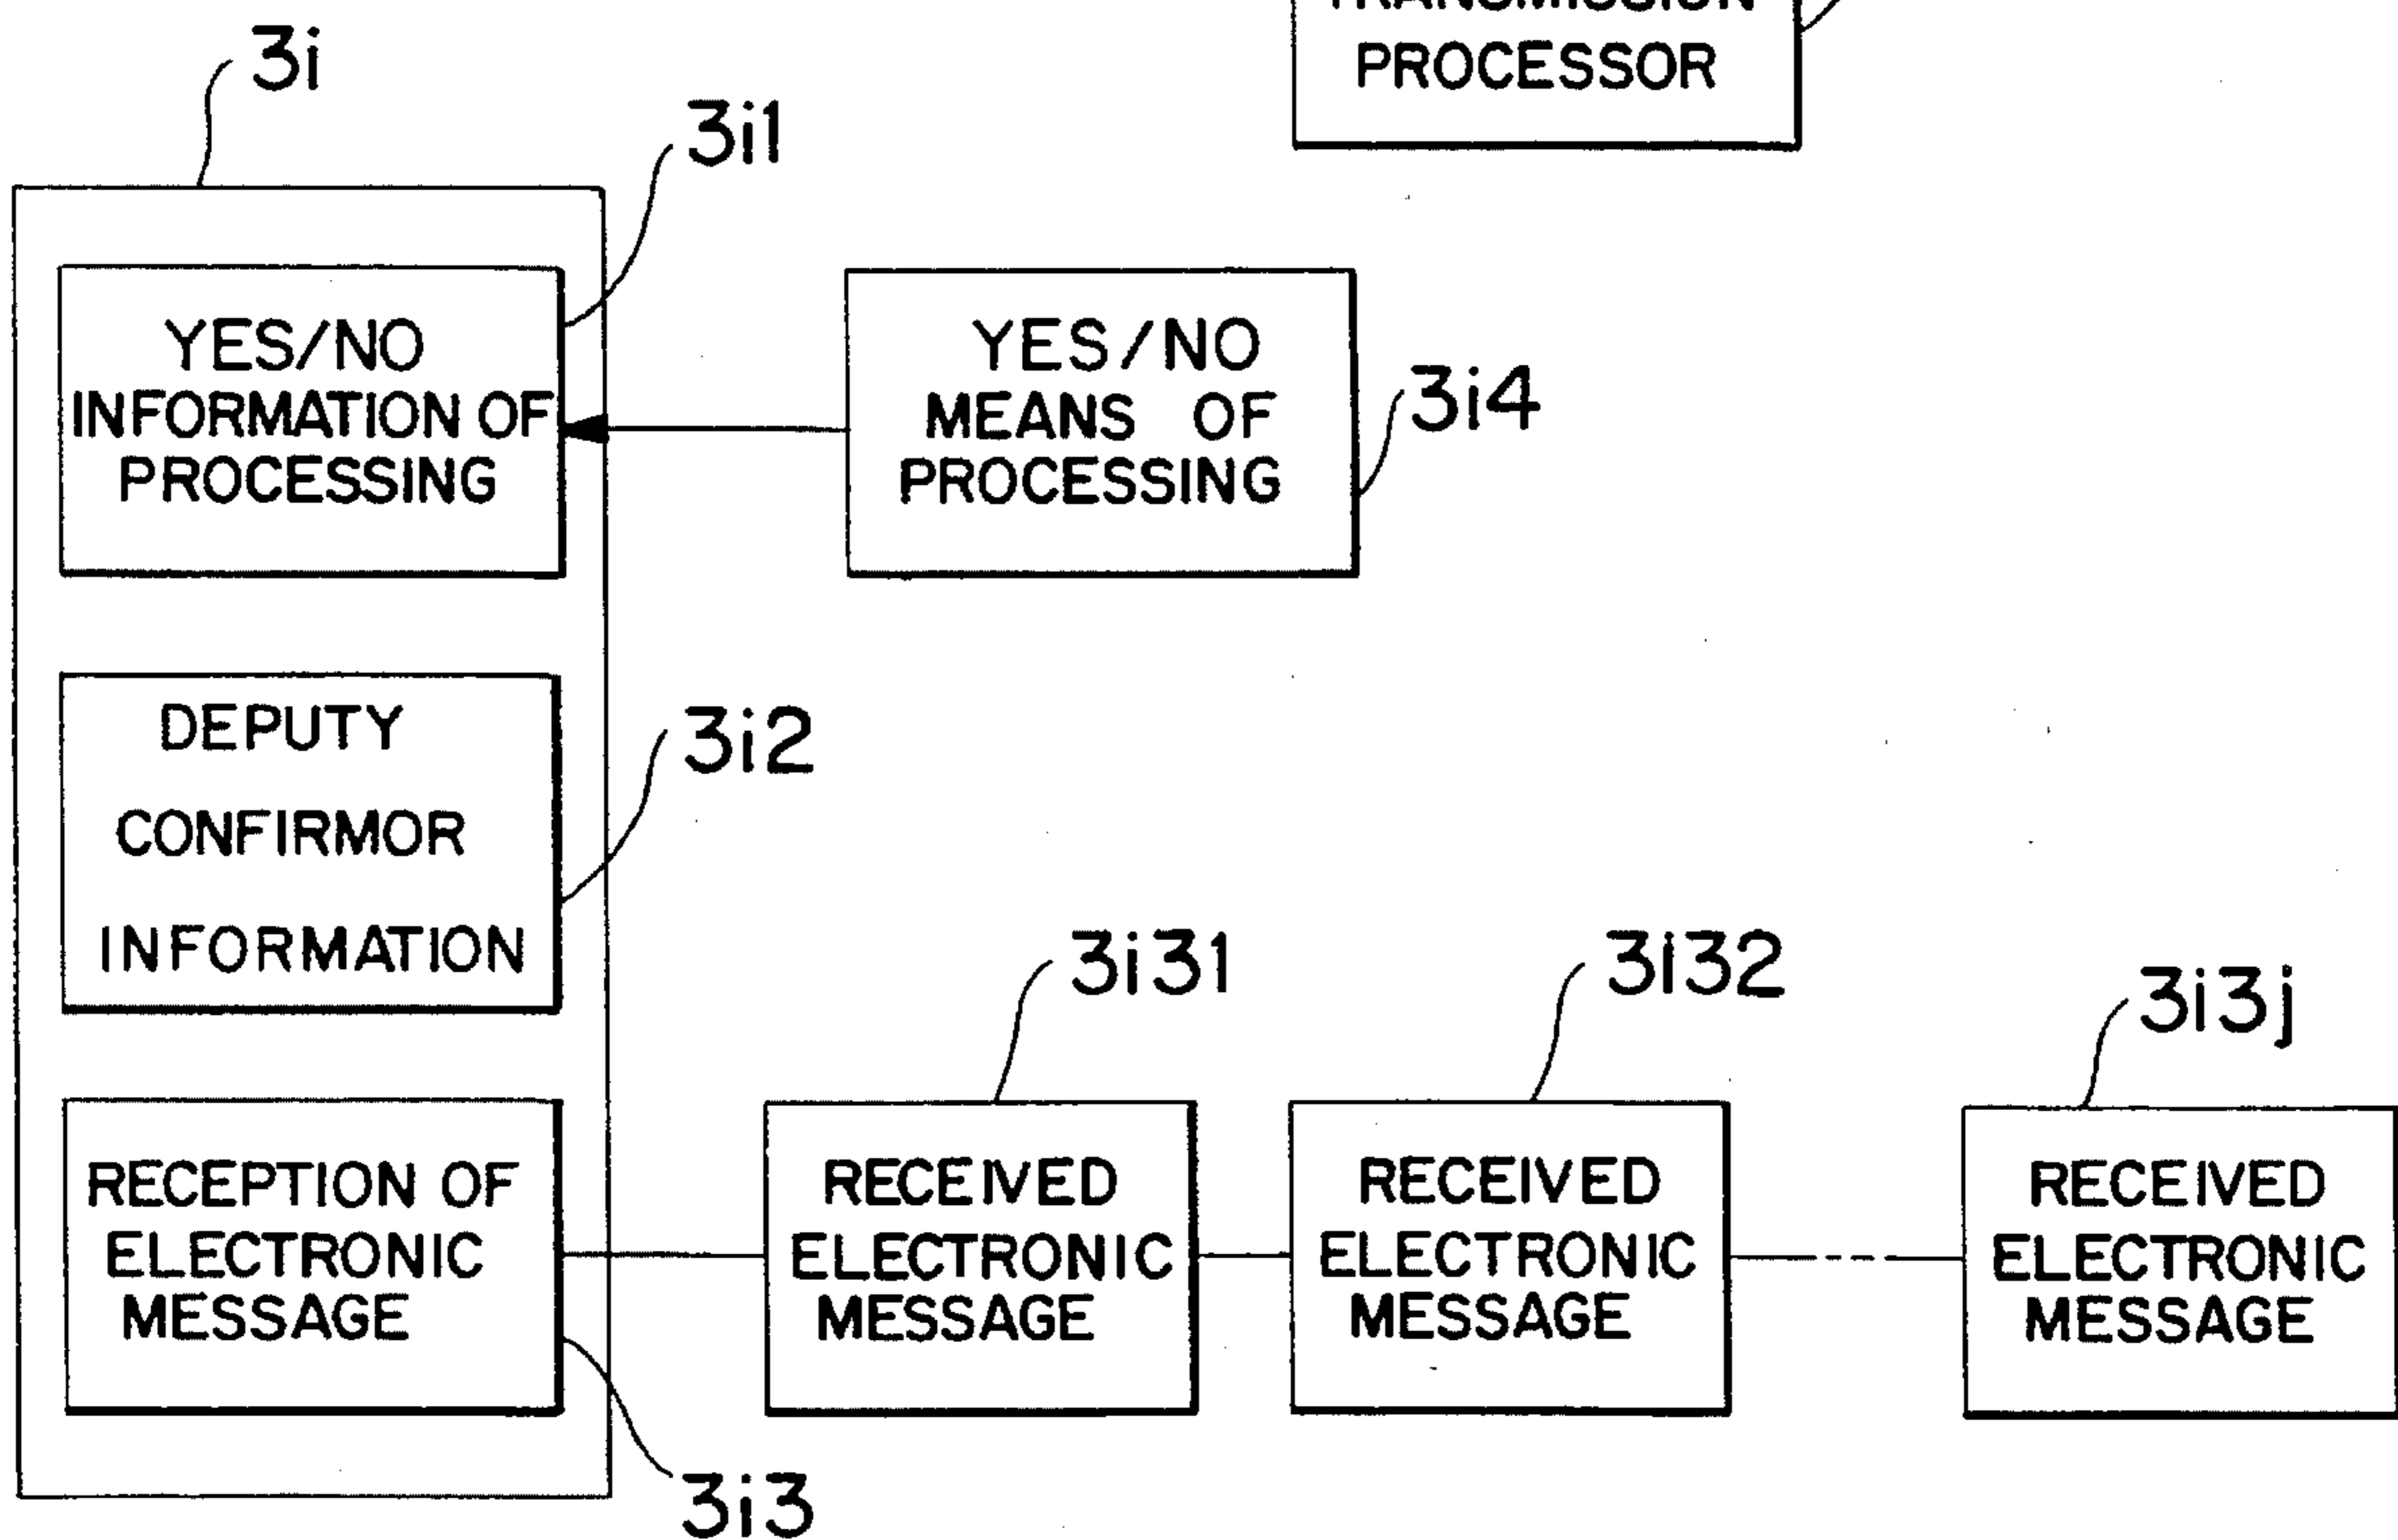 TRANSMISSION
PROCESSOR
3i
3i1
YES/NO
INFORMATION OF
PROCESSING
YES/NO
MEANS OF
PROCESSING
3i4
DEPUTY
CONFIRMOR
INFORMATION
3i2
3i31
3i32
3i3j
RECEPTION OF
ELECTRONIC
MESSAGE
RECEIVED
ELECTRONIC
MESSAGE
RECEIVED
ELECTRONIC
MESSAGE
RECEIVED
ELECTRONIC
MESSAGE
3i3